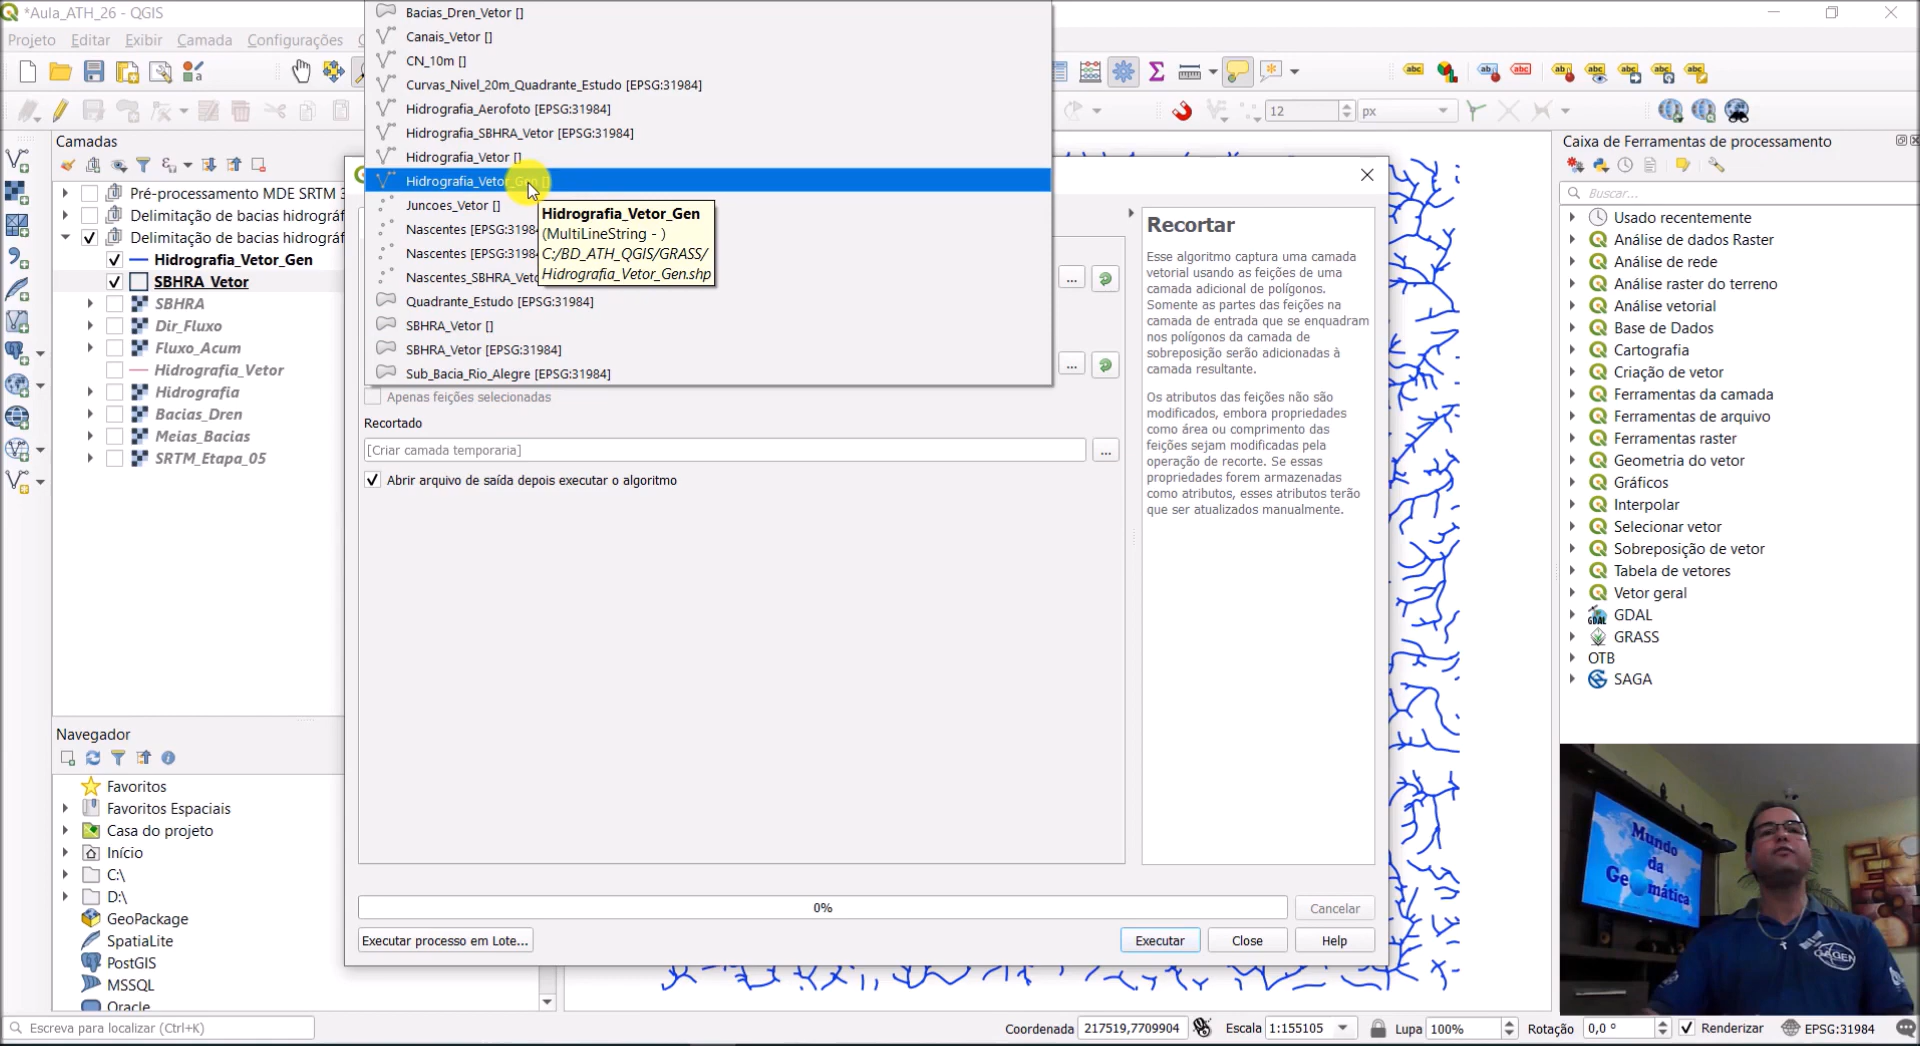 *Aula_ATH_26 - QGIS
Projeto Editar Exibir Camada Configurações
Bacias_Dren_Vetor []
Canais_Vetor []
CN_10m []
Curvas_Nivel_20m_Quadrante_Estudo [EPSG:31984]
Hidrografia_Aerofoto [EPSG:31984]
Hidrografia_SBHRA_Vetor [EPSG:31984]
Hidrografia_Vetor []
Hidrografia_Vetor_Gen []
Juncoes_Vetor []
Nascentes [EPSG:3198
Nascentes [EPSG:3198
Nascentes_SBHRA_Veto
Quadrante_Estudo [EPSG:31984]
SBHRA_Vetor []
SBHRA_Vetor [EPSG:31984]
Sub_Bacia_Rio_Alegre [EPSG:31984]
Hidrografia_Vetor_Gen
(MultiLineString - )
C:/BD_ATH_QGIS/GRASS/
Hidrografia_Vetor_Gen.shp
12
px
Camadas
Pré-processamento MDE SRTM 3
Delimitação de bacias hidrográf
Delimitação de bacias hidrográf
Hidrografia_Vetor_Gen
SBHRA_Vetor
SBHRA
Dir_Fluxo
Fluxo_Acum
Hidrografia_Vetor
Hidrografia
Bacias_Dren
Meias_Bacias
SRTM_Etapa_05
Apenas feições selecionadas
Recortado
[Criar camada temporaria]
...
Abrir arquivo de saída depois executar o algoritmo
Recortar
Esse algoritmo captura uma camada
vetorial usando as feições de uma
camada adicional de polígonos.
Somente as partes das feições na
camada de entrada que se enquadram
nos polígonos da camada de
sobreposição serão adicionadas à
camada resultante.
Os atributos das feições não são
modificados, embora propriedades
como área ou comprimento das
feições sejam modificadas pela
operação de recorte. Se essas
propriedades forem armazenadas
como atributos, esses atributos terão
que ser atualizados manualmente.
0%
Cancelar
Executar processo em Lote...
Executar
Close
Help
Caixa de Ferramentas de processamento
Buscar...
Usado recentemente
Análise de dados Raster
Análise de rede
Análise raster do terreno
Análise vetorial
Base de Dados
Cartografia
Criação de vetor
Ferramentas da camada
Ferramentas de arquivo
Ferramentas raster
Geometria do vetor
Gráficos
Interpolar
Selecionar vetor
Sobreposição de vetor
Tabela de vetores
Vetor geral
GDAL
GRASS
OTB
SAGA
Navegador
Favoritos
Favoritos Espaciais
Casa do projeto
Início
C:\
D:\
GeoPackage
SpatiaLite
PostGIS
MSSQL
Oracle
Mundo
da
Geomática
Escreva para localizar (Ctrl+K)
Coordenada 217519,7709904 Escala 1:155105 Lupa 100% Rotação 0,0 ° Renderizar EPSG:31984